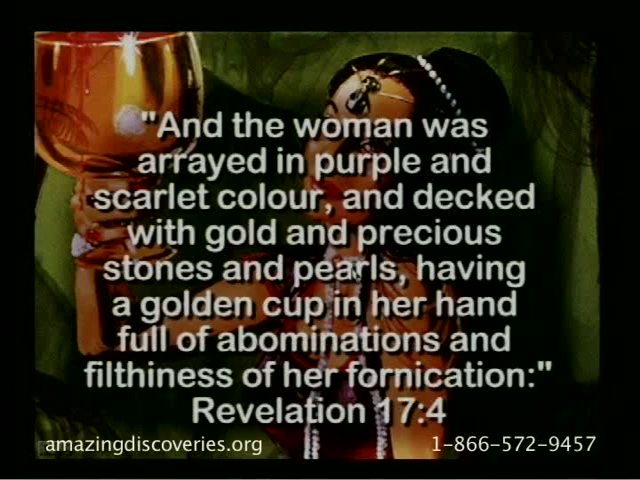 "And the woman was
arrayed in purple and
scarlet colour, and decked
with gold and precious
stones and pearls, having
a golden cup in her hand
full of abominations and
filthiness of her fornication:"
Revelation 17:4
amazingdiscoveries.org 1-866-572-9457